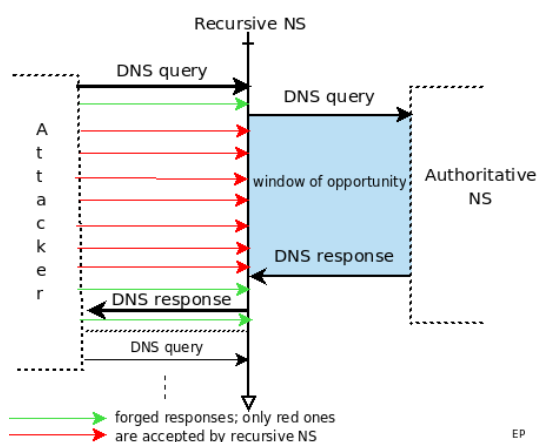 Recursive NS
DNS query
DNS query
Attacker
window of opportunity
Authoritative
NS
DNS response
DNS response
DNS query
forged responses; only red ones
are accepted by recursive NS
EP